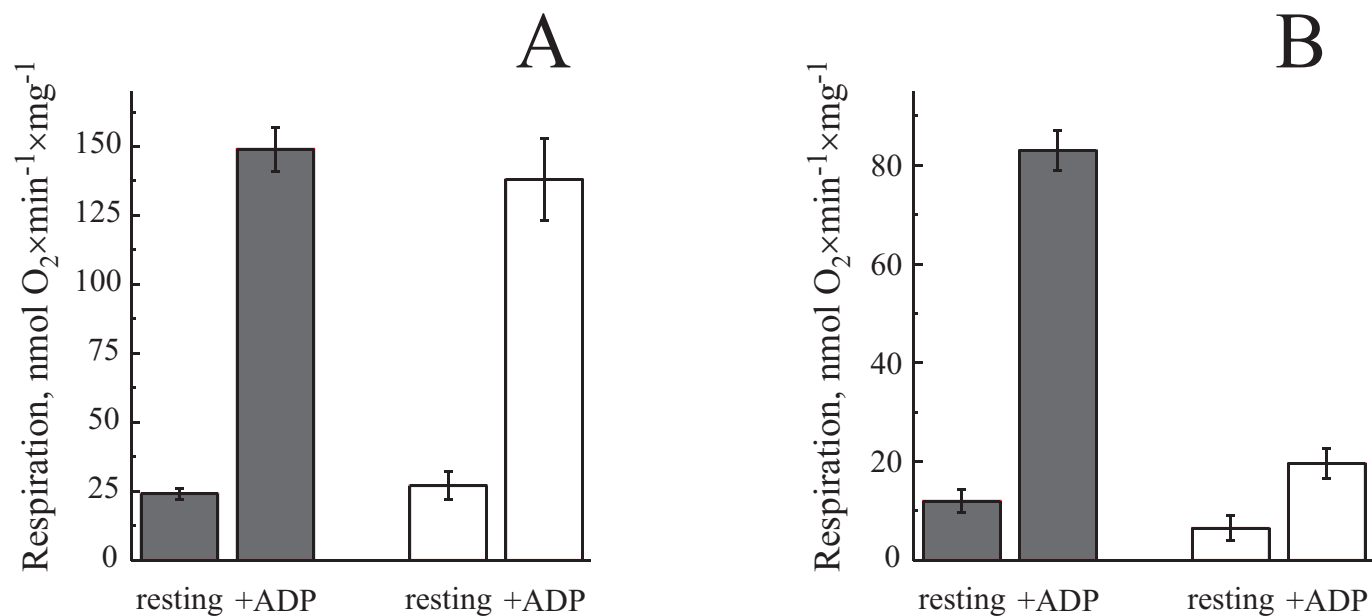 A
Respiration, nmol O₂×min⁻¹×mg⁻¹
150
125
100
75
50
25
0
resting +ADP resting +ADP
B
Respiration, nmol O₂×min⁻¹×mg⁻¹
80
60
40
20
0
resting +ADP resting +ADP